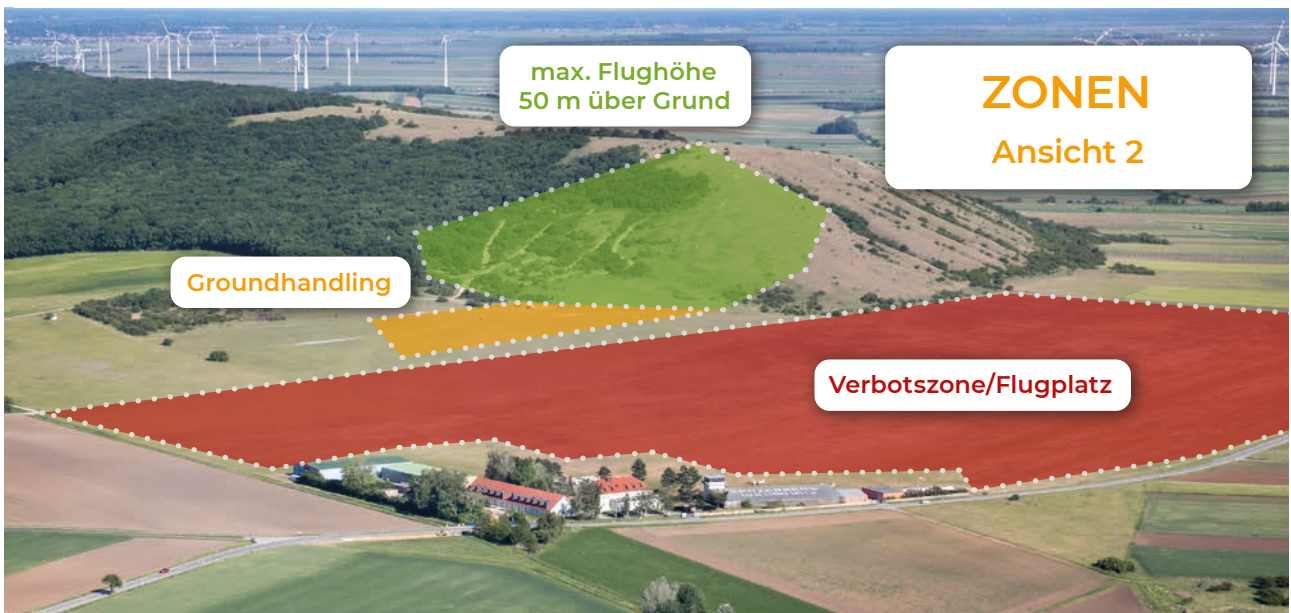 max. Flughöhe
50 m über Grund
ZONEN
Ansicht 2
Groundhandling
Verbotszone/Flugplatz